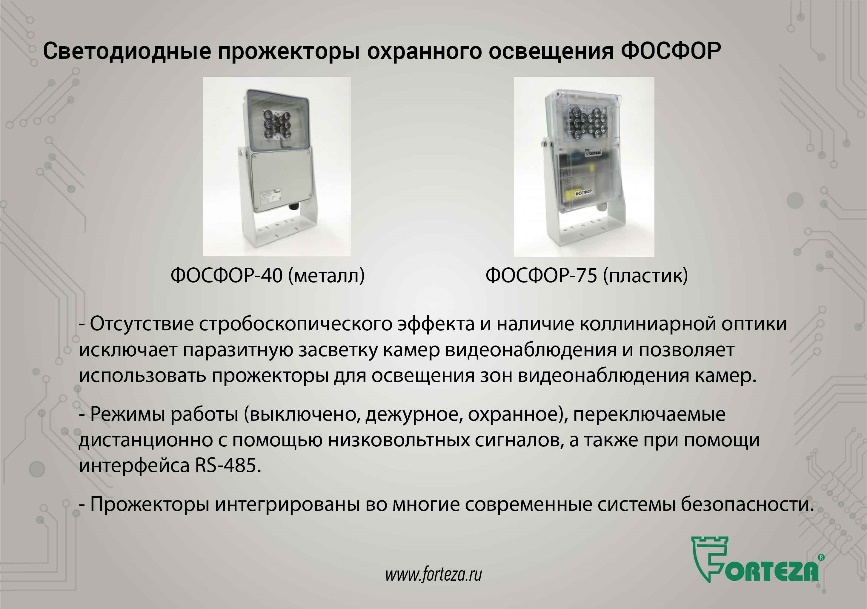 Светодиодные прожекторы охранного освещения ФОСФОР
ФОСФОР-40 (металл)
ФОСФОР-75 (пластик)
- Отсутствие стробоскопического эффекта и наличие коллиниарной оптики
исключает паразитную засветку камер видеонаблюдения и позволяет
использовать прожекторы для освещения зон видеонаблюдения камер.
- Режимы работы (выключено, дежурное, охранное), переключаемые
дистанционно с помощью низковольтных сигналов, а также при помощи
интерфейса RS-485.
- Прожекторы интегрированы во многие современные системы безопасности.
www.forteza.ru
FORTEZA®